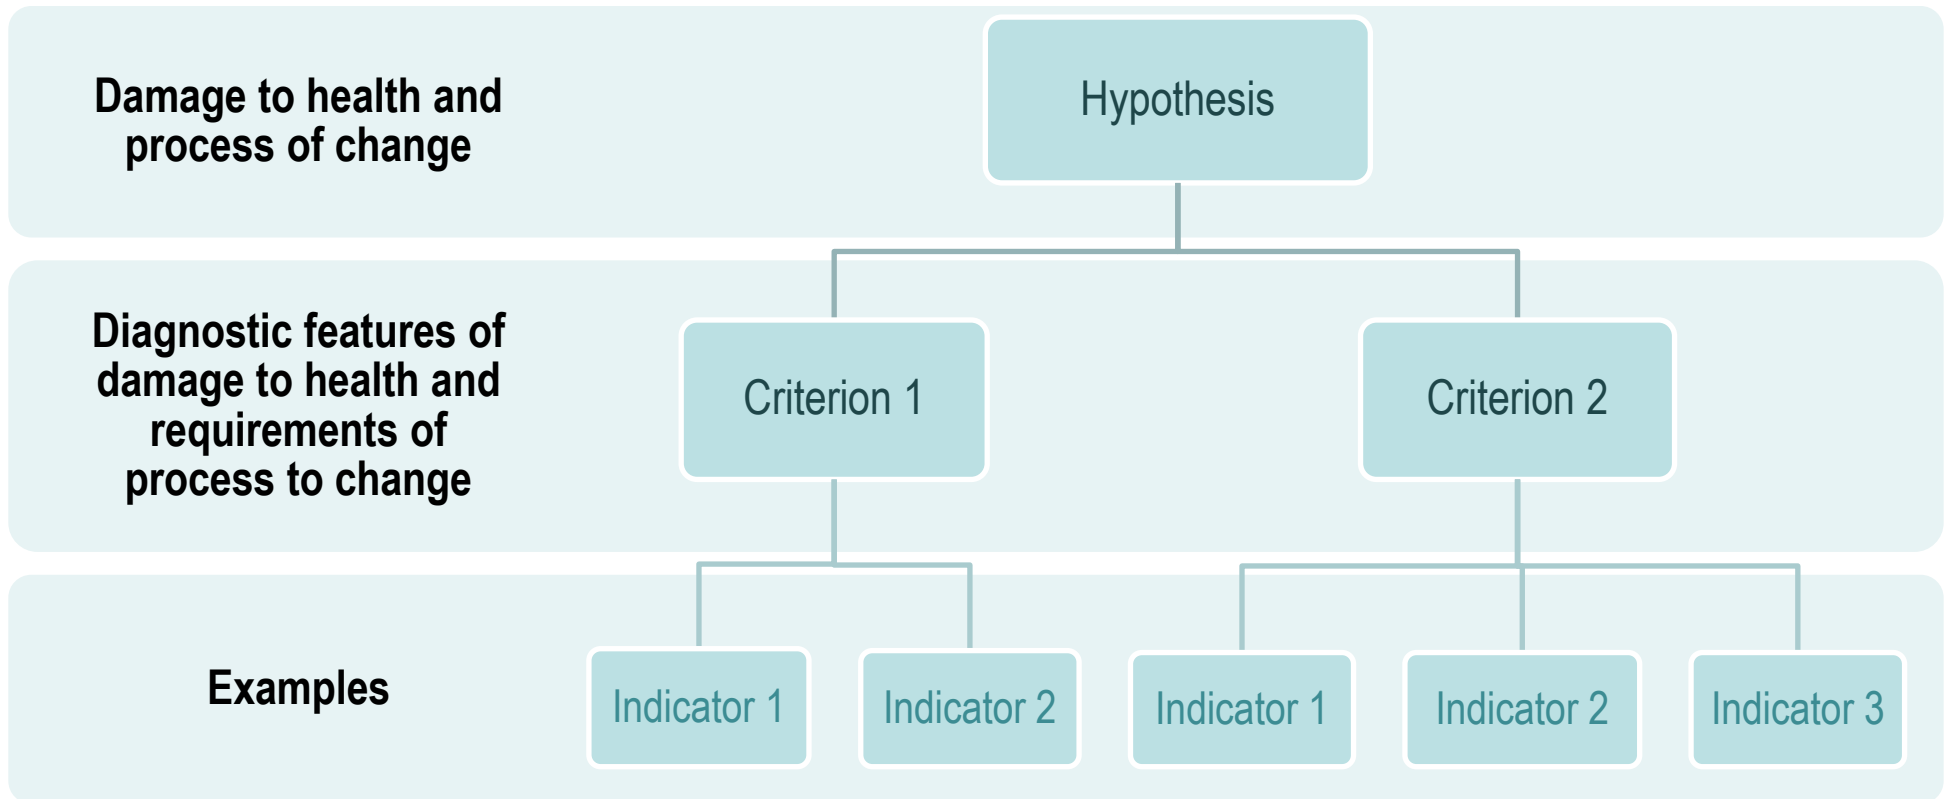 Damage to health and
process of change
Hypothesis
Diagnostic features of
damage to health and
requirements of
process to change
Criterion 1
Criterion 2
Examples
Indicator 1
Indicator 2
Indicator 1
Indicator 2
Indicator 3